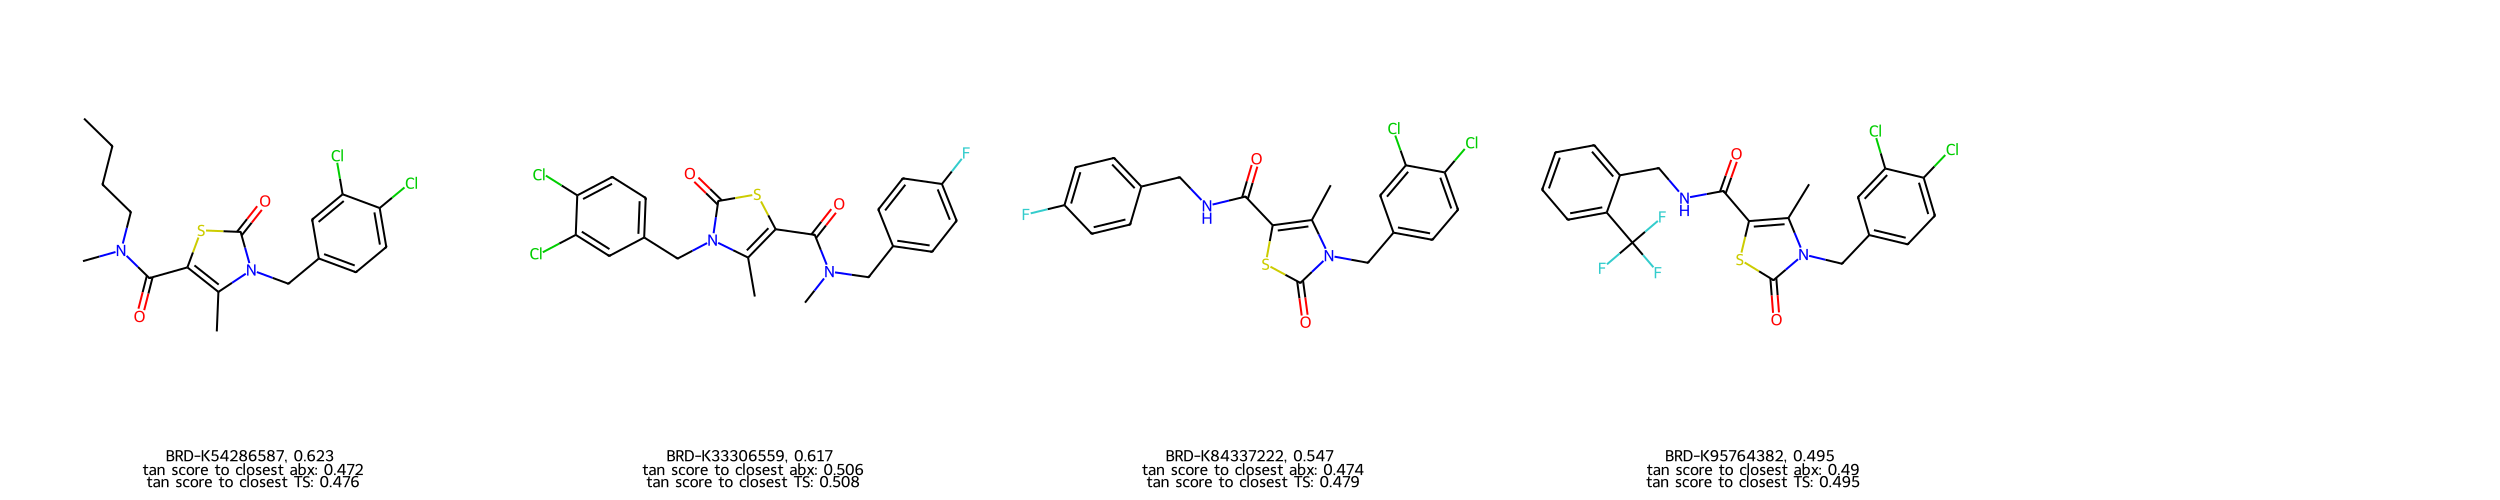 Cl
Cl
O
S
N
N
O
Cl
Cl
O
S
N
O
N
F
F
N
H
O
S
N
O
Cl
Cl
F
F
F
N
H
O
S
N
O
Cl
Cl
BRD-K54286587, 0.623
tan score to closest abx: 0.472
tan score to closest TS: 0.476
BRD-K33306559, 0.617
tan score to closest abx: 0.506
tan score to closest TS: 0.508
BRD-K84337222, 0.547
tan score to closest abx: 0.474
tan score to closest TS: 0.479
BRD-K95764382, 0.495
tan score to closest abx: 0.49
tan score to closest TS: 0.495